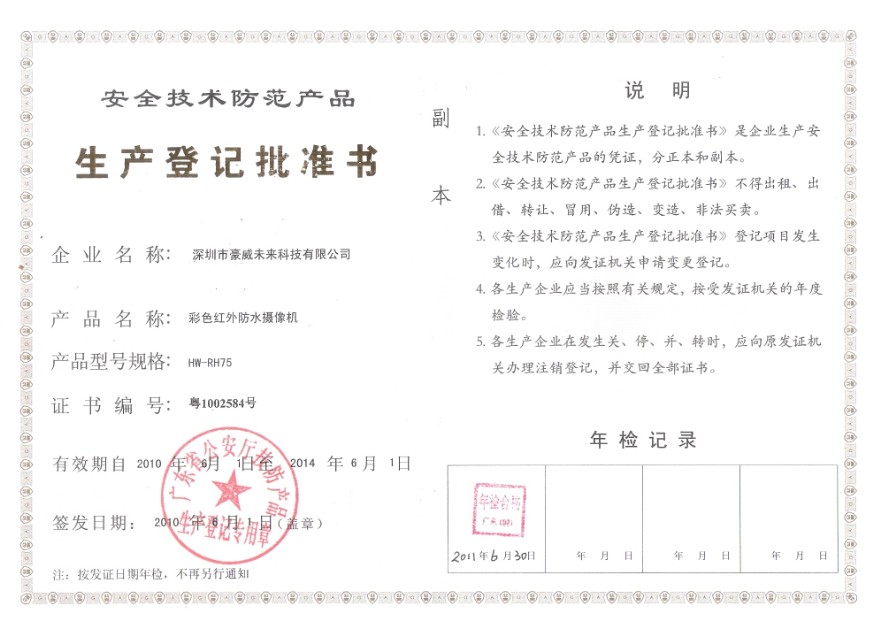 安全技术防范产品
生产登记批准书
企业名称: 深圳市豪威未来科技有限公司
产品名称: 彩色红外防水摄像机
产品型号规格: HW-RH75
证书编号: 粤1002584号
有效期自 2010 年 6月 1日至 2014 年 6 月 1日
签发日期: 2010 年 6 月 1 日(盖章)
广东省公安厅技防产品
生产登记专用章
注:按发证日期年检,不再另行通知
副本
说明
1.《安全技术防范产品生产登记批准书》是企业生产安
全技术防范产品的凭证,分正本和副本。
2.《安全技术防范产品生产登记批准书》不得出租、出
借、转让、冒用、伪造、变造、非法买卖。
3.《安全技术防范产品生产登记批准书》登记项目发生
变化时,应向发证机关申请变更登记。
4.各生产企业应当按照有关规定,接受发证机关的年度
检验。
5.各生产企业在发生关、停、并、转时,应向原发证机
关办理注销登记,并交回全部证书。
年检记录
年检合格
2011年6月30日
年 月 日
年 月 日
年 月 日